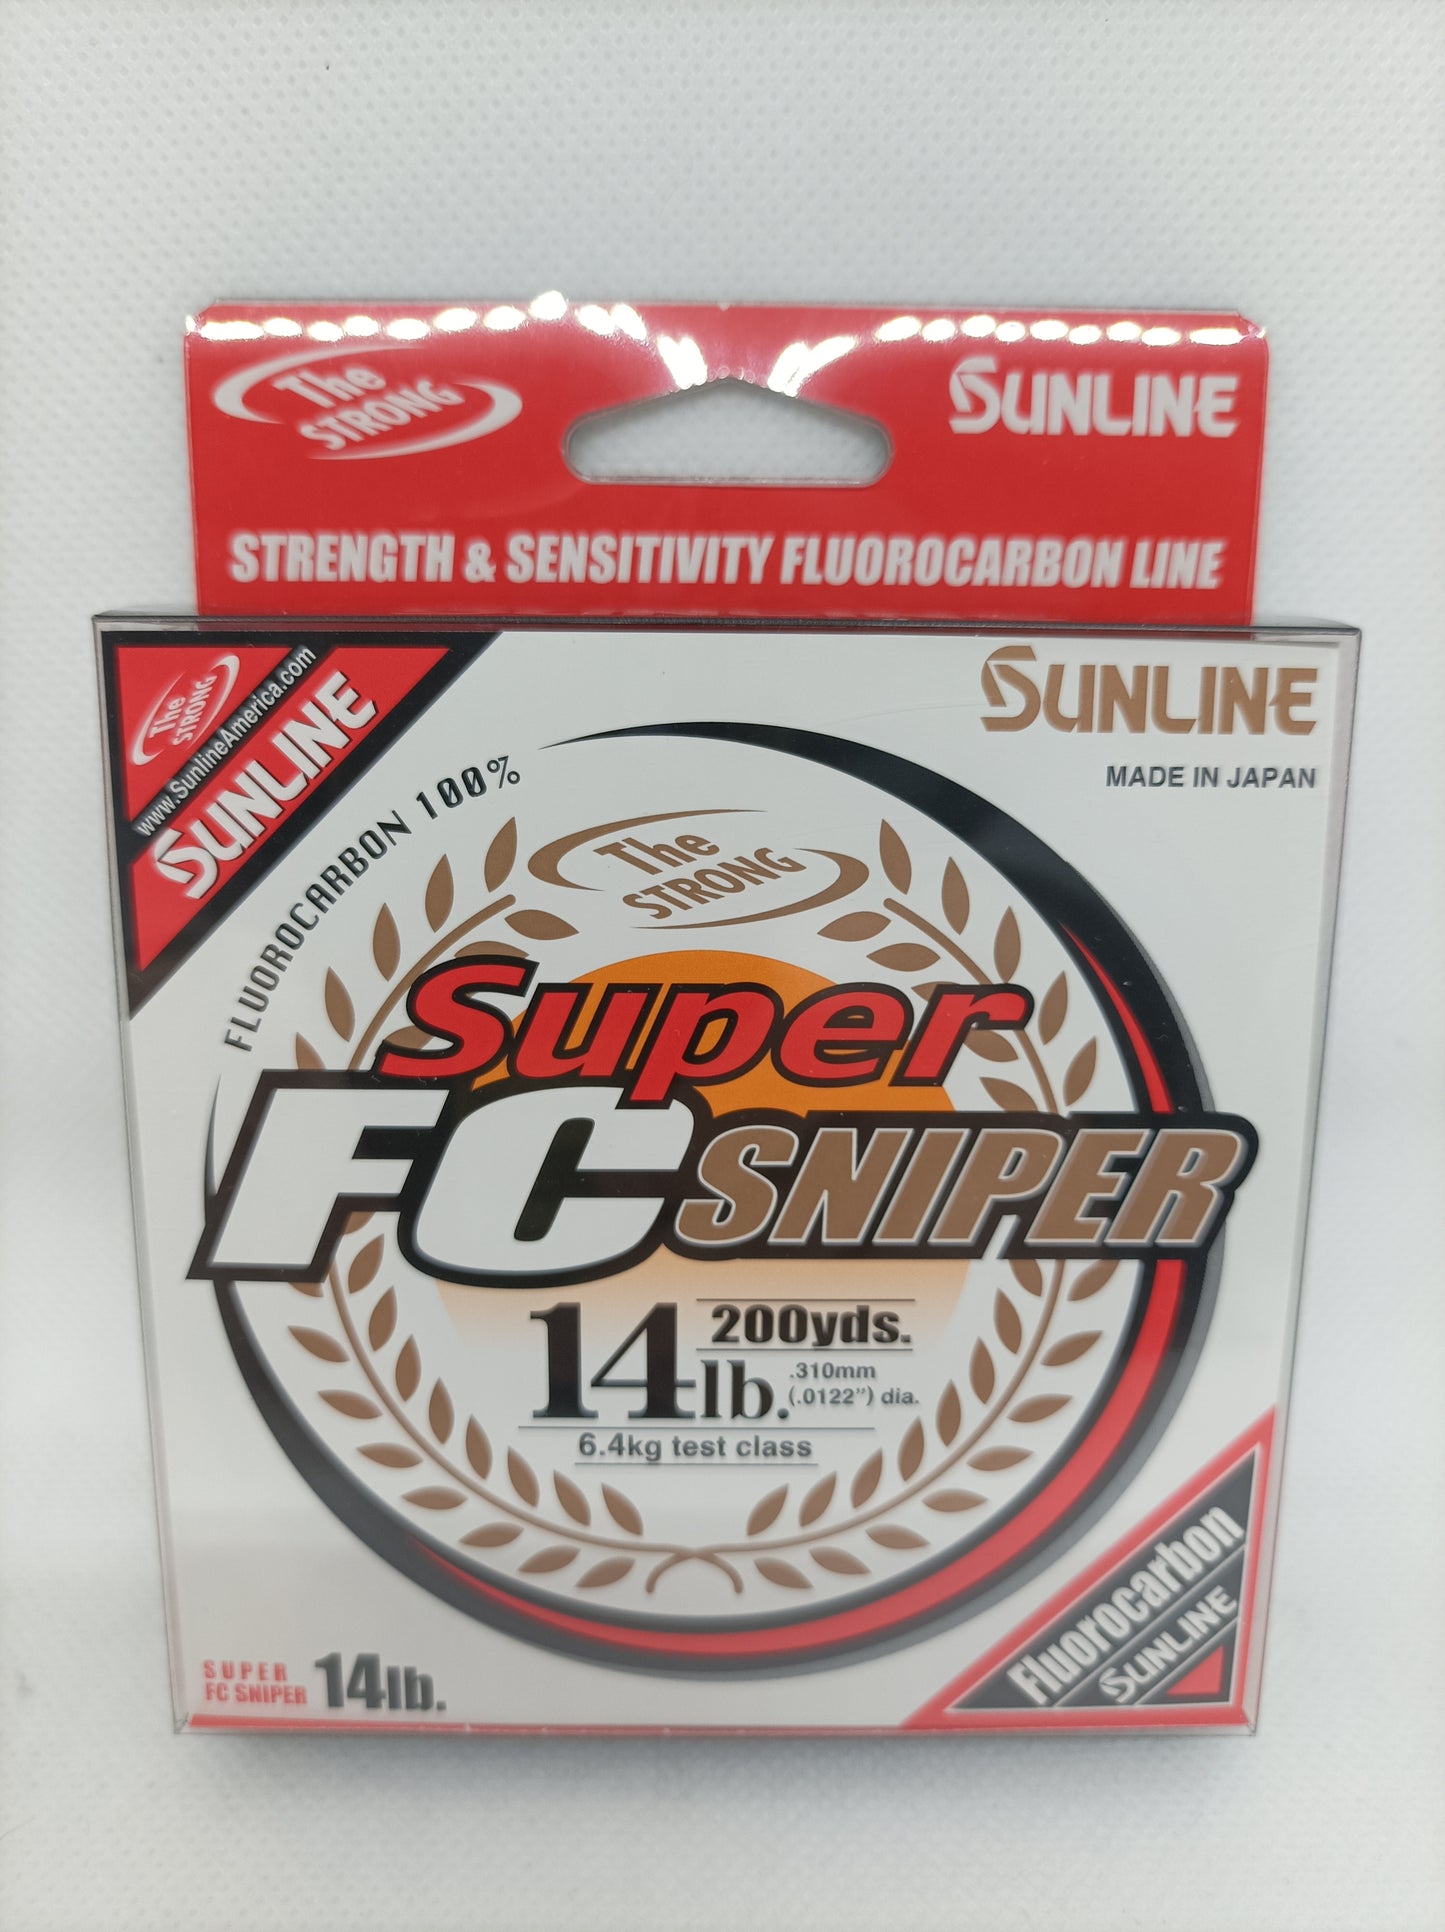 The
STRONG
SUNLINE
STRENGTH & SENSITIVITY FLUOROCARBON LINE
The
STRONG
www.SunlineAmerica.com
SUNLINE
SUNLINE
MADE IN JAPAN
FLUOROCARBON 100%
The
STRONG
Super
FC SNIPER
14lb.
200yds.
.310mm
(.0122”) dia.
6.4kg test class
SUPER
FC SNIPER
14lb.
Fluorocarbon
SUNLINE